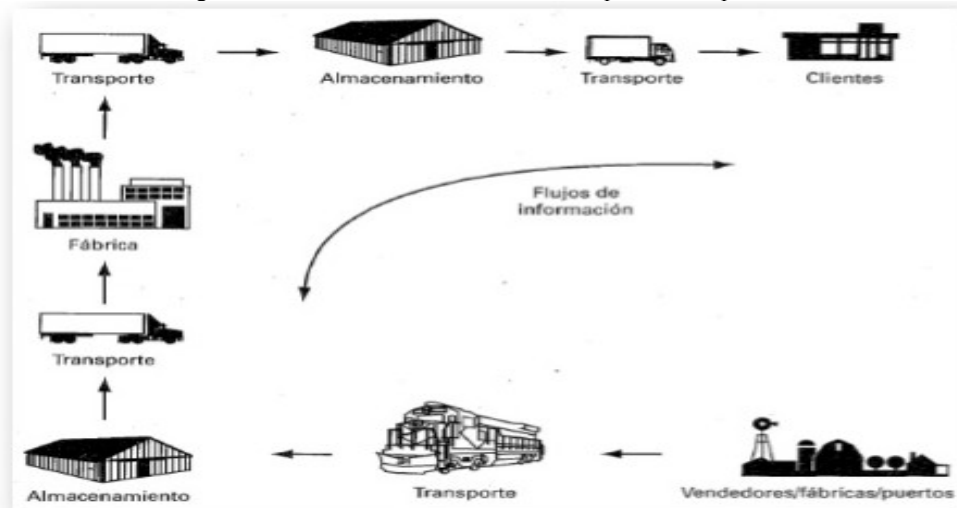 Transporte
Almacenamiento
Transporte
Clientes
Flujos de
información
Fábrica
Transporte
Almacenamiento
Transporte
Vendedores/fábricas/puertos